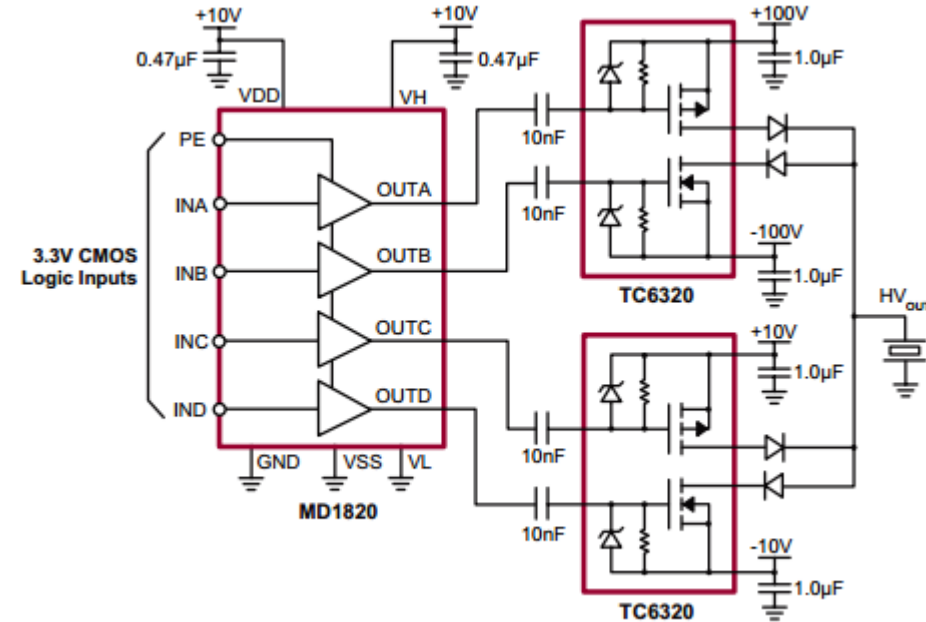 +10V
+10V
+100V
0.47µF
0.47µF
1.0µF
VDD
VH
10nF
PE
OUTA
INA
10nF
3.3V CMOS
Logic Inputs
OUTB
INB
-100V
1.0µF
TC6320
HVout
OUTC
INC
+10V
1.0µF
OUTD
IND
10nF
GND
VSS
VL
MD1820
10nF
-10V
1.0µF
TC6320